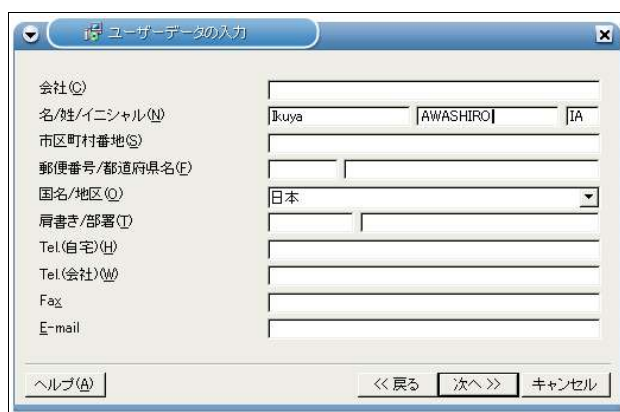 ユーザーデータの入力
会社(C)
名/姓/イニシャル(N) Ikuya AWASHIRO IA
市区町村番地(S)
郵便番号/都道府県名(F)
国名/地区(O) 日本
肩書き/部署(T)
Tel.(自宅)(H)
Tel.(会社)(W)
Fax
E-mail
ヘルプ(A) << 戻る 次へ >> キャンセル